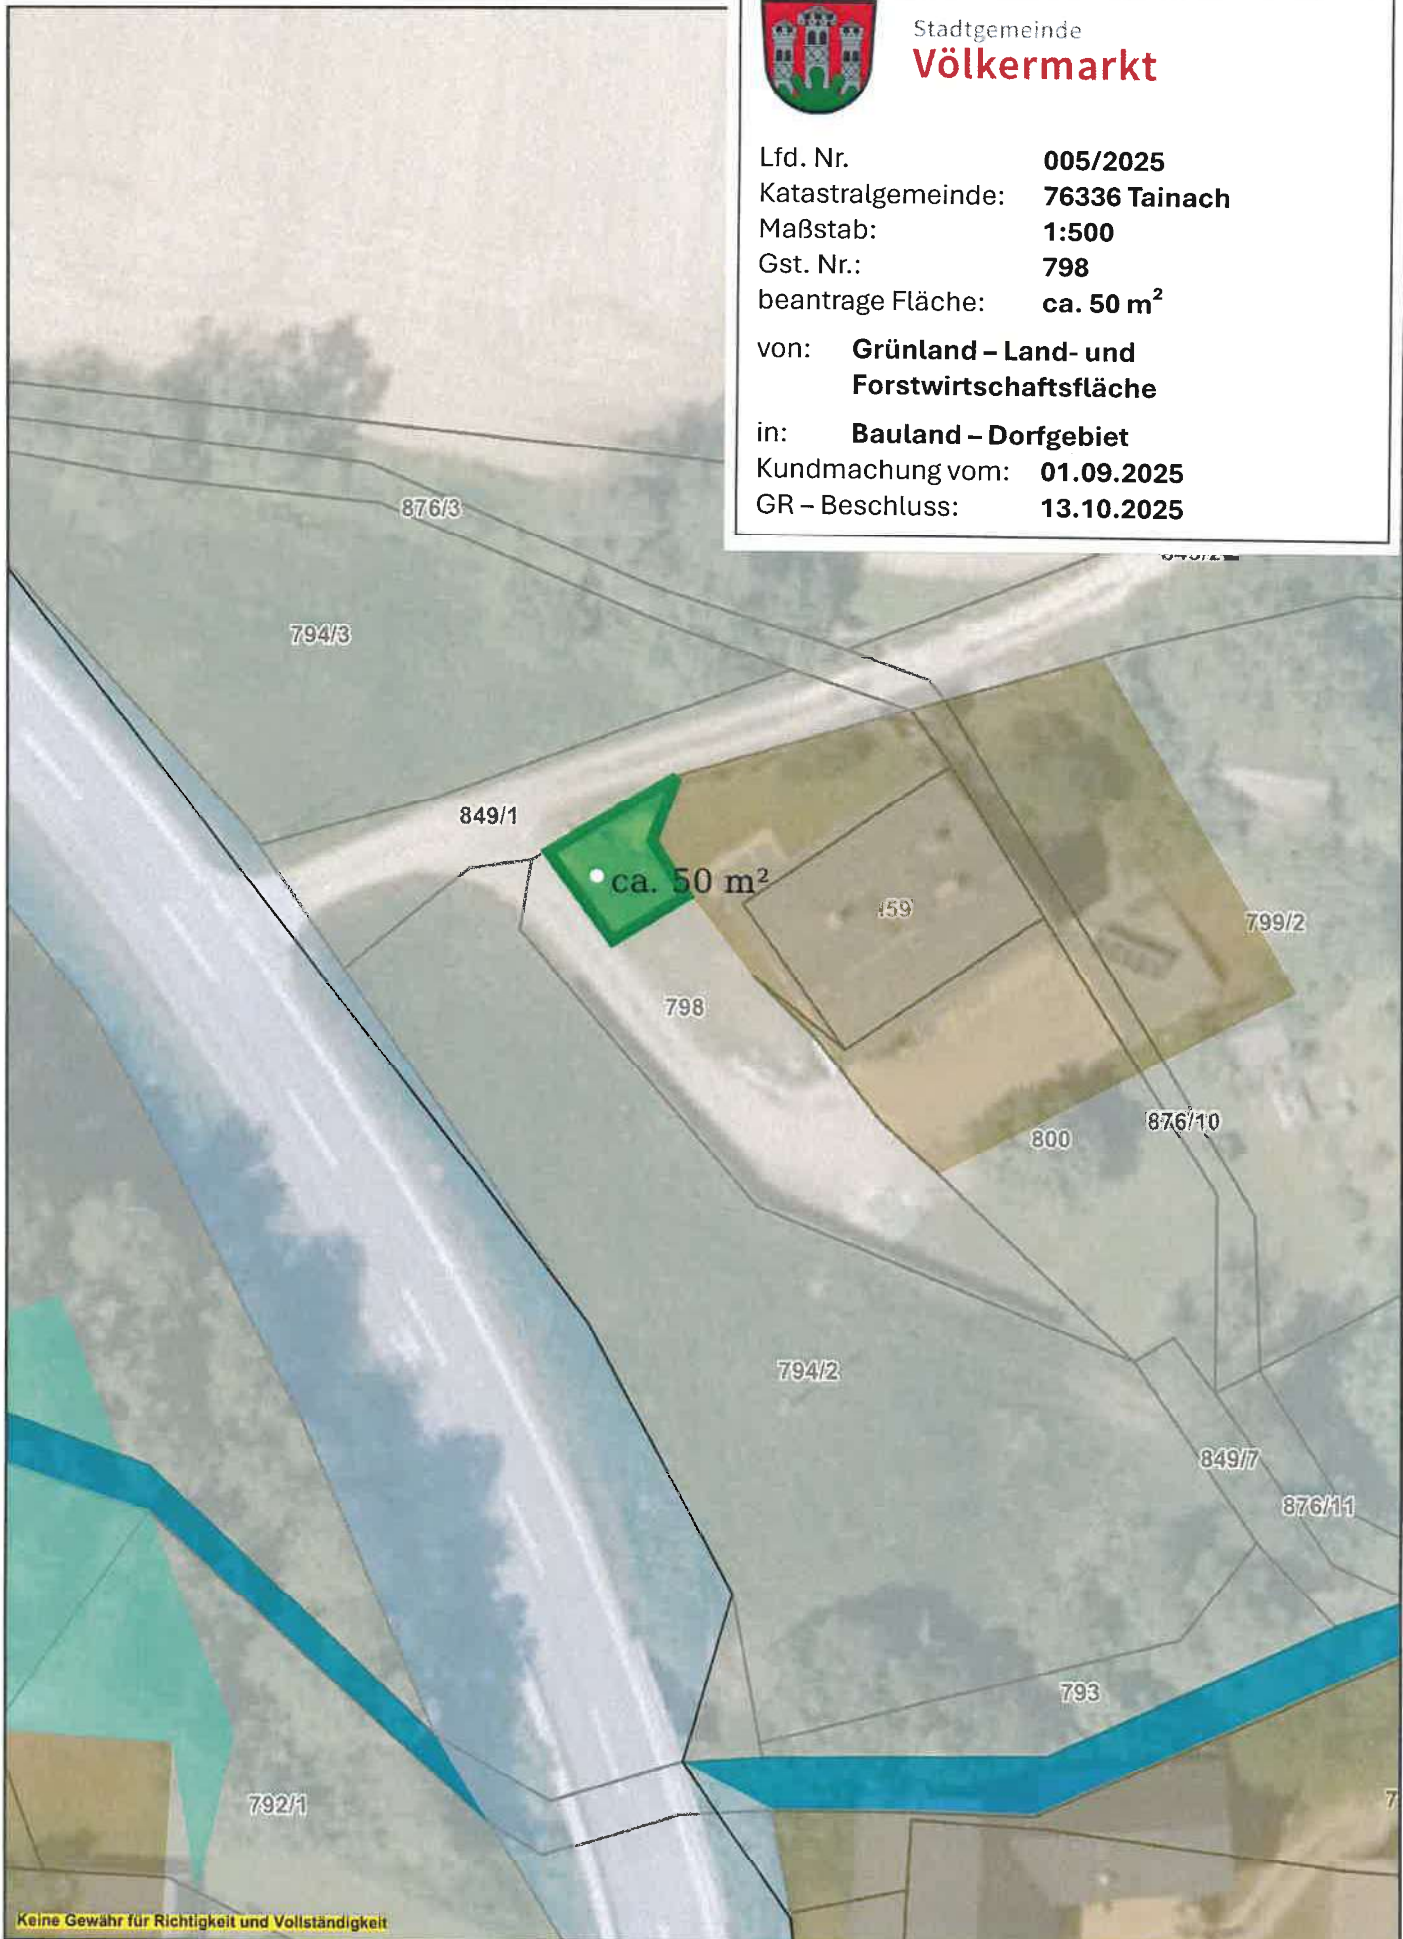 Stadtgemeinde
Völkermarkt
Lfd. Nr. 005/2025
Katastralgemeinde: 76336 Tainach
Maßstab: 1:500
Gst. Nr.: 798
beantrage Fläche: ca. 50 m²
von: Grünland – Land- und
Forstwirtschaftsfläche
in: Bauland – Dorfgebiet
Kundmachung vom: 01.09.2025
GR – Beschluss: 13.10.2025
876/3
794/3
849/1
ca. 50 m²
799/2
798
876/10
800
794/2
849/7
876/11
793
792/1
Keine Gewähr für Richtigkeit und Vollständigkeit